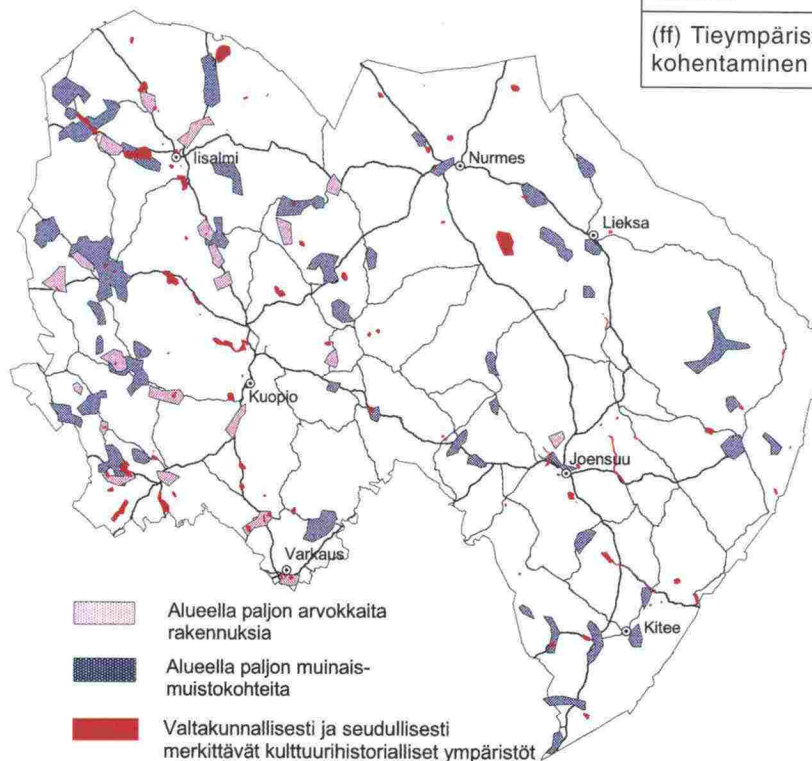 (ff) Tieympäris
kohentaminen
Iisalmi
Nurmes
Lieksa
Kuopio
Joensuu
Varkaus
Kitee
Alueella paljon arvokkaita
rakennuksia
Alueella paljon muinais-
muistokohteita
Valtakunnallisesti ja seudullisesti
merkittävät kulttuurihistorialliset ympäristöt